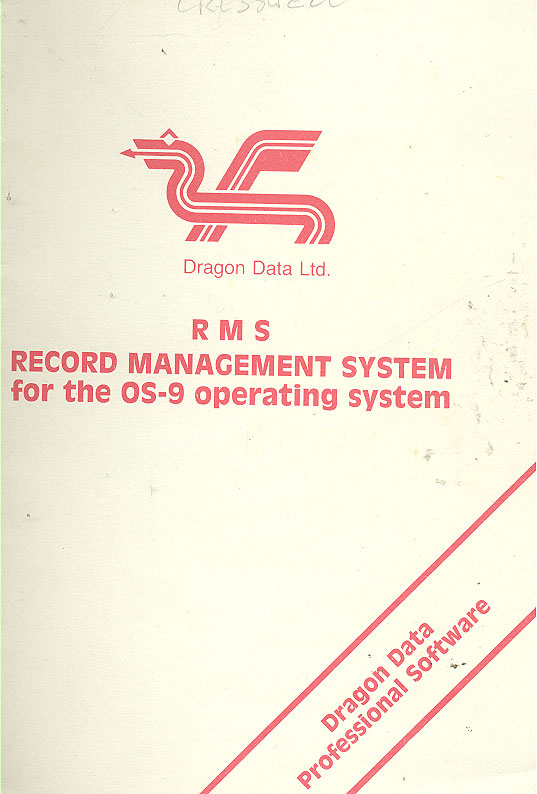 Dragon Data Ltd.
R M S
RECORD MANAGEMENT SYSTEM
for the OS-9 operating system
Dragon Data
Professional Software